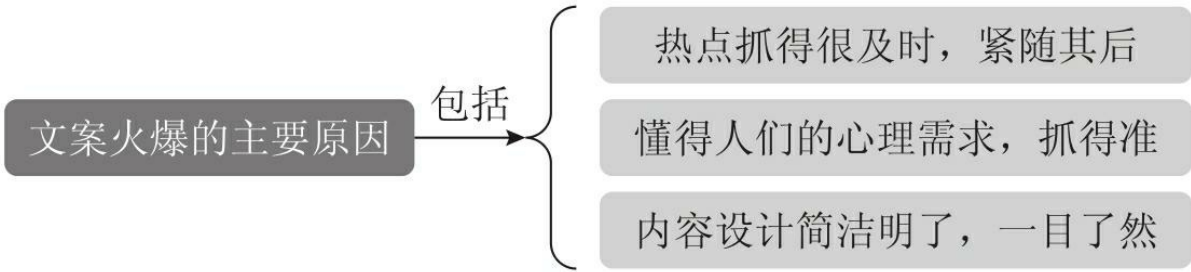 文案火爆的主要原因
包括
热点抓得很及时，紧随其后
懂得人们的心理需求，抓得准
内容设计简洁明了，一目了然